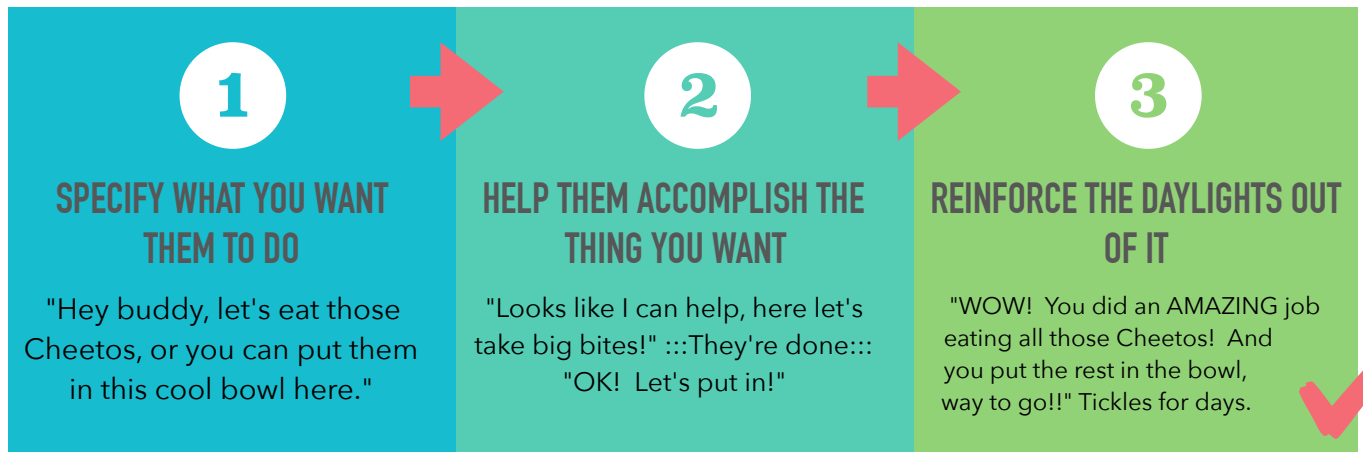 1
SPECIFY WHAT YOU WANT
THEM TO DO
"Hey buddy, let's eat those
Cheetos, or you can put them
in this cool bowl here."
2
HELP THEM ACCOMPLISH THE
THING YOU WANT
"Looks like I can help, here let's
take big bites!" :::They're done:::
"OK!  Let's put in!"
3
REINFORCE THE DAYLIGHTS OUT
OF IT
"WOW!  You did an AMAZING job
eating all those Cheetos!  And
you put the rest in the bowl,
way to go!!" Tickles for days.